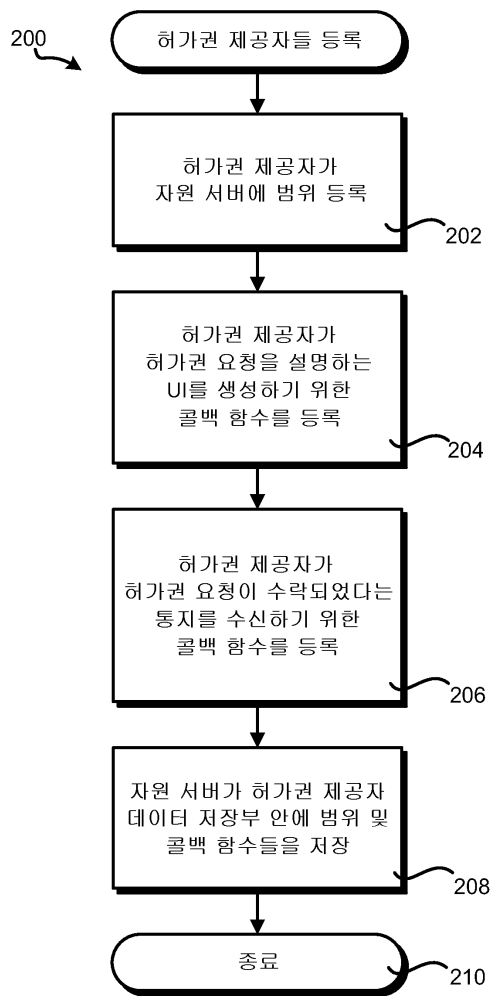 200
허가권 제공자들 등록
허가권 제공자가
자원 서버에 범위 등록
202
허가권 제공자가
허가권 요청을 설명하는
UI를 생성하기 위한
콜백 함수를 등록
204
허가권 제공자가
허가권 요청이 수락되었다는
통지를 수신하기 위한
콜백 함수를 등록
206
자원 서버가 허가권 제공자
데이터 저장부 안에 범위 및
콜백 함수들을 저장
208
종료
210